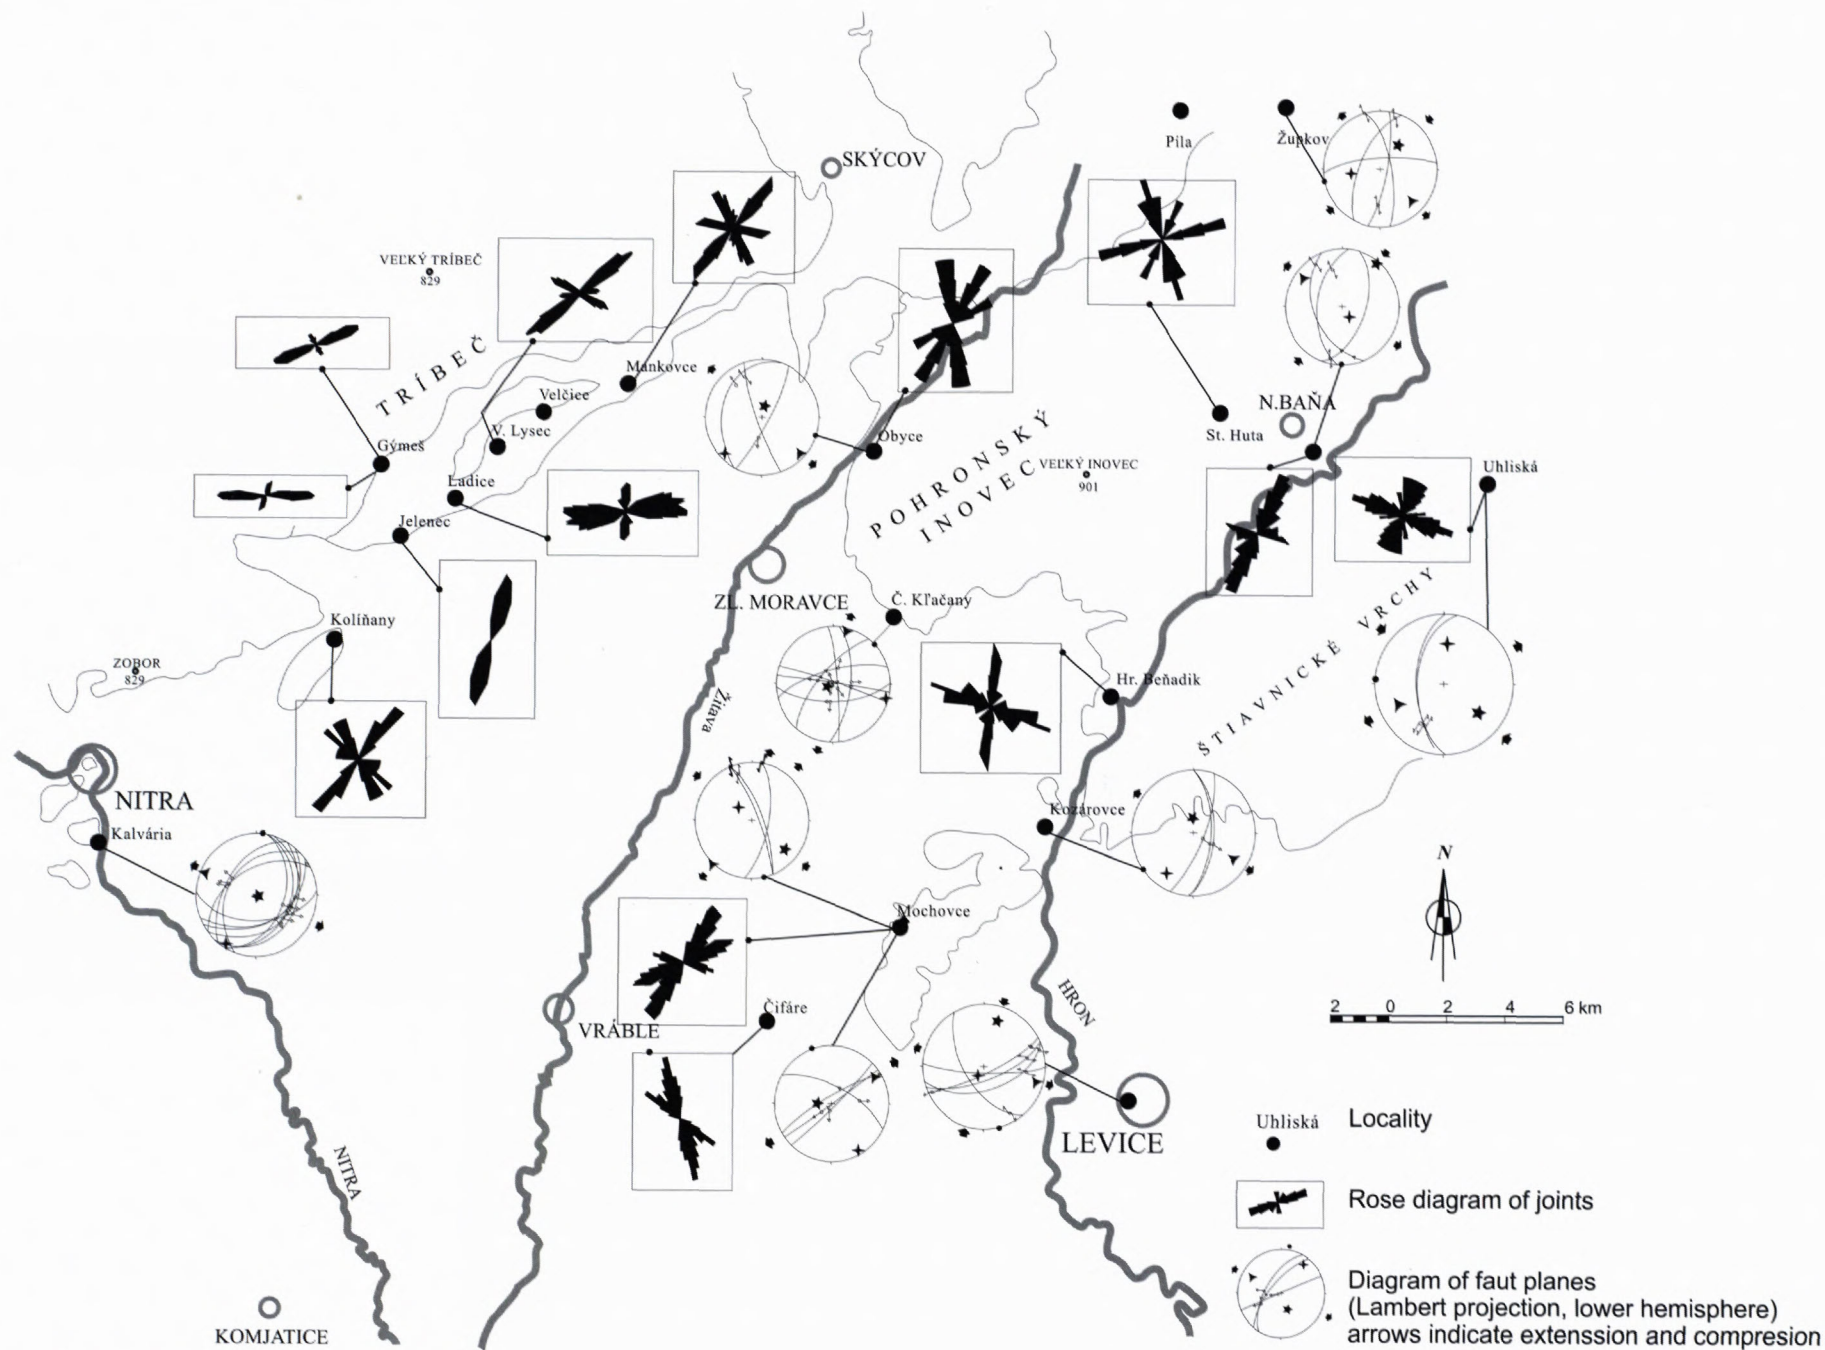 SKÝCOV
Pila
Župkov
VEĽKÝ TRÍBEČ
829
TRÍBEČ
Mankovce
Velčice
V. Lysec
Gýmeš
Ladice
Jelenec
Obyce
POHRONSKÝ
INOVEC
VEĽKÝ INOVEC
901
St. Huta
N.BAŇA
Uhliská
ZL. MORAVCE
Č. Kľačany
Kolíňany
ZOBOR
829
Žitava
Hr. Beňadik
ŠTIAVNICKÉ VRCHY
NITRA
Kalvária
Kozárovce
N
Mochovce
Čifáre
VRÁBLE
HRON
2 0 2 4 6 km
LEVICE
NITRA
KOMJATICE
Uhliská
Locality
Rose diagram of joints
Diagram of faut planes
(Lambert projection, lower hemisphere)
arrows indicate extenssion and compresion